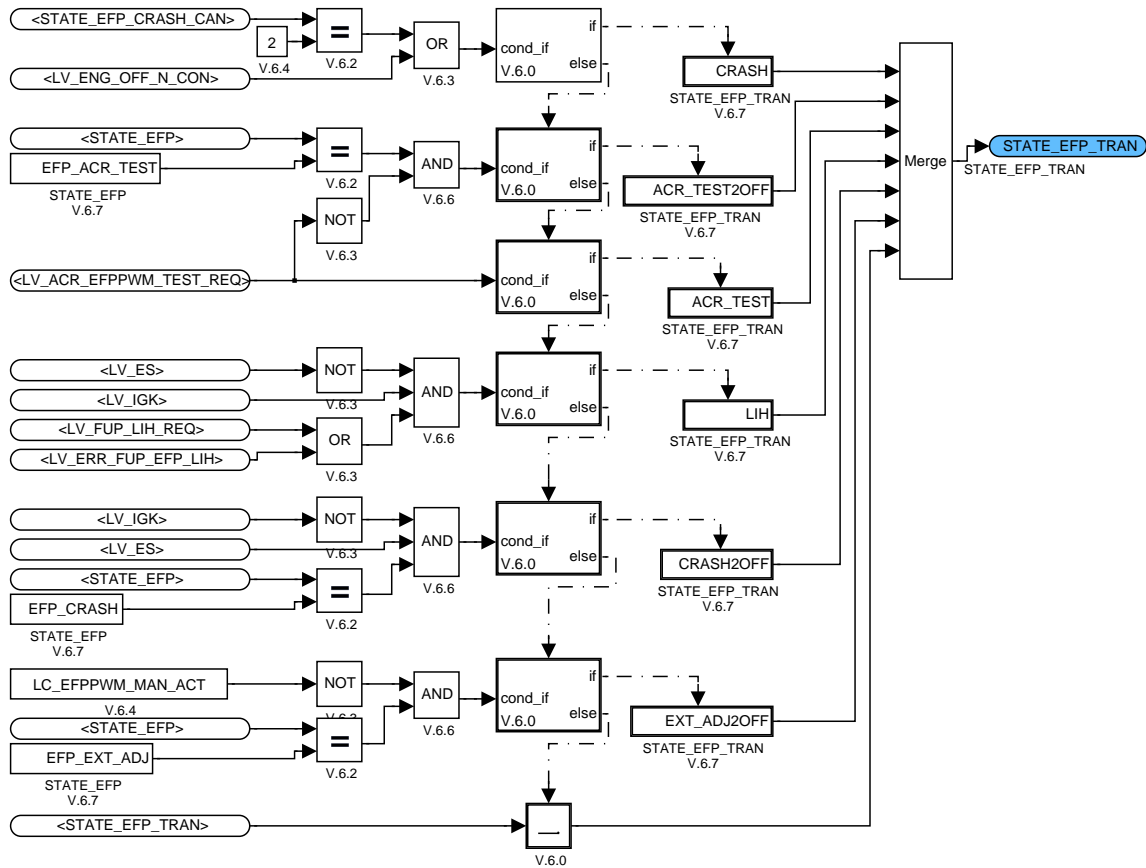 <STATE_EFP_CRASH_CAN>
2
V.6.4
=
V.6.2
OR
V.6.3
<LV_ENG_OFF_N_CON>
if
cond_if
V.6.0
else
CRASH
STATE_EFP_TRAN
V.6.7
<STATE_EFP>
EFP_ACR_TEST
STATE_EFP
V.6.7
=
V.6.2
AND
V.6.6
NOT
V.6.3
if
cond_if
V.6.0
else
ACR_TEST2OFF
STATE_EFP_TRAN
V.6.7
Merge
STATE_EFP_TRAN
STATE_EFP_TRAN
<LV_ACR_EFPPWM_TEST_REQ>
if
cond_if
V.6.0
else
ACR_TEST
STATE_EFP_TRAN
V.6.7
<LV_ES>
NOT
V.6.3
<LV_IGK>
<LV_FUP_LIH_REQ>
<LV_ERR_FUP_EFP_LIH>
OR
V.6.3
AND
V.6.6
if
cond_if
V.6.0
else
LIH
STATE_EFP_TRAN
V.6.7
<LV_IGK>
NOT
V.6.3
<LV_ES>
<STATE_EFP>
EFP_CRASH
STATE_EFP
V.6.7
=
V.6.2
AND
V.6.6
if
cond_if
V.6.0
else
CRASH2OFF
STATE_EFP_TRAN
V.6.7
LC_EFPPWM_MAN_ACT
V.6.4
NOT
V.6.3
<STATE_EFP>
EFP_EXT_ADJ
STATE_EFP
V.6.7
=
V.6.2
AND
V.6.6
if
cond_if
V.6.0
else
EXT_ADJ2OFF
STATE_EFP_TRAN
V.6.7
<STATE_EFP_TRAN>
V.6.0